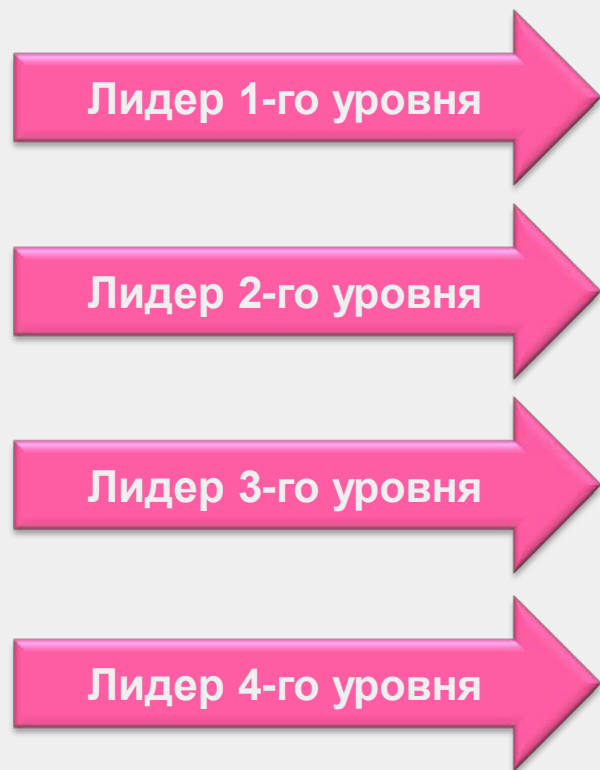 Лидер 1-го уровня
Лидер 2-го уровня
Лидер 3-го уровня
Лидер 4-го уровня